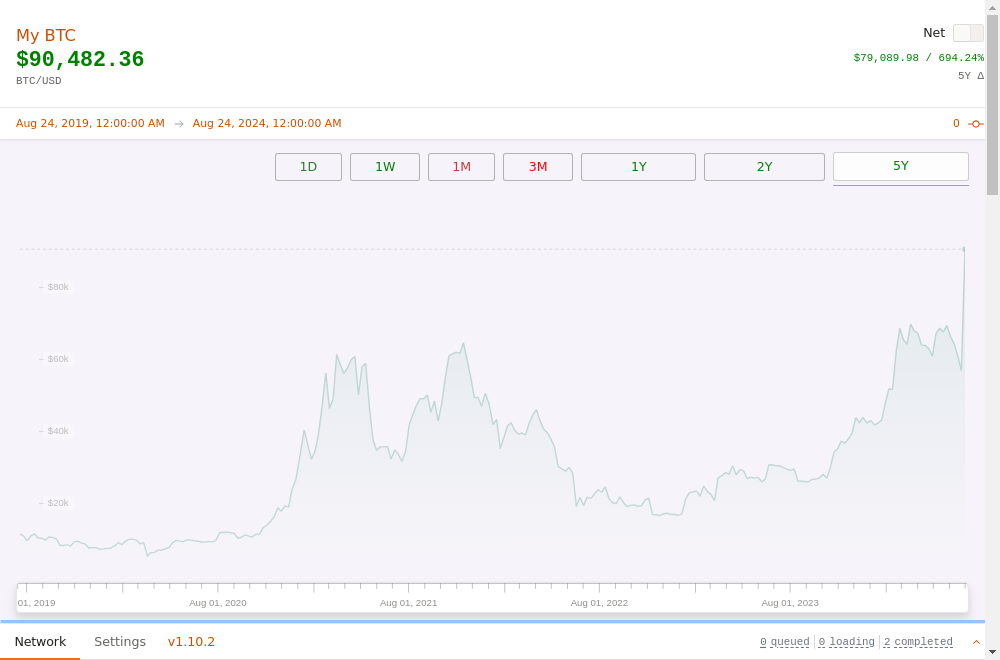 My BTC
Net
$90,482.36
$79,089.98 / 694.24%
BTC/USD
5Y Δ
Aug 24, 2019, 12:00:00 AM → Aug 24, 2024, 12:00:00 AM
0
1D 1W 1M 3M 1Y 2Y 5Y
$80k
$60k
$40k
$20k
01, 2019 Aug 01, 2020 Aug 01, 2021 Aug 01, 2022 Aug 01, 2023
Network Settings v1.10.2 0 queued 0 loading 2 completed